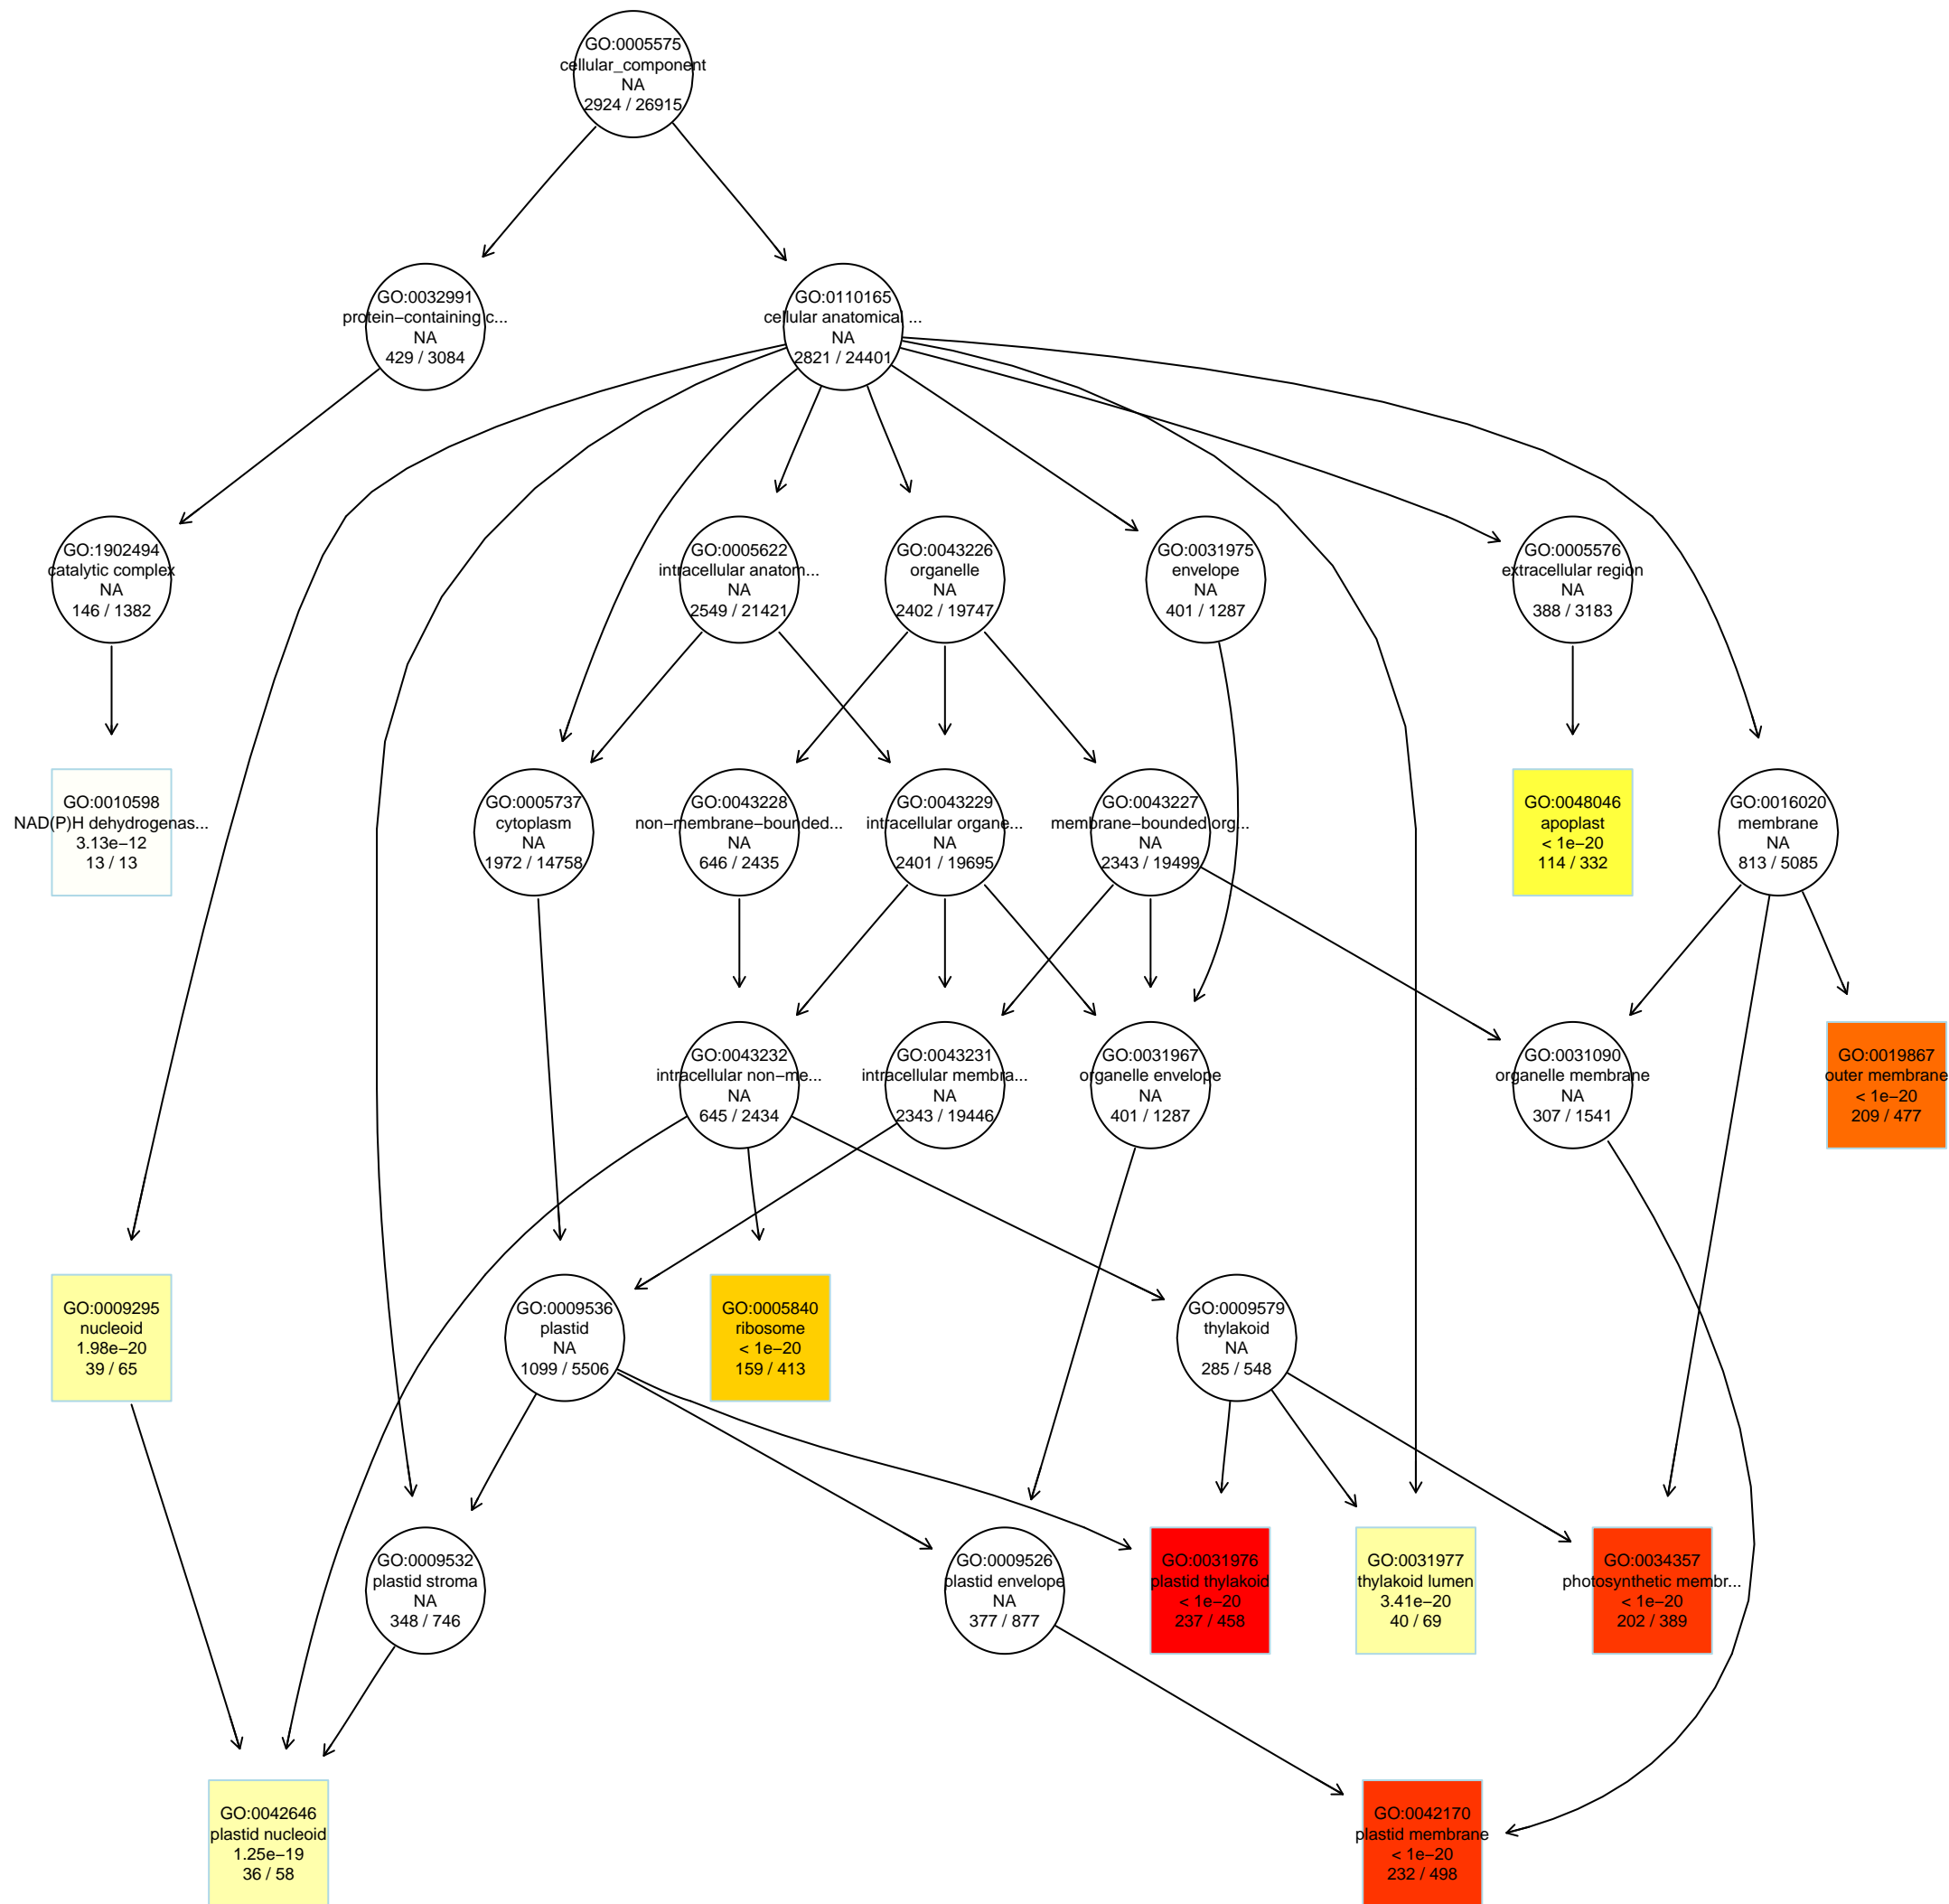 GO:0005575
cellular_component
NA
2924 / 26915
GO:0032991
protein−containing c...
NA
429 / 3084
GO:0110165
cellular anatomical ...
NA
2821 / 24401
GO:1902494
catalytic complex
NA
146 / 1382
GO:0005622
intracellular anatom...
NA
2549 / 21421
GO:0043226
organelle
NA
2402 / 19747
GO:0031975
envelope
NA
401 / 1287
GO:0005576
extracellular region
NA
388 / 3183
GO:0010598
NAD(P)H dehydrogenas...
3.13e−12
13 / 13
GO:0005737
cytoplasm
NA
1972 / 14758
GO:0043228
non−membrane−bounded...
NA
646 / 2435
GO:0043229
intracellular organe...
NA
2401 / 19695
GO:0043227
membrane−bounded org...
NA
2343 / 19499
GO:0048046
apoplast
< 1e−20
114 / 332
GO:0016020
membrane
NA
813 / 5085
GO:0043232
intracellular non−me...
NA
645 / 2434
GO:0043231
intracellular membra...
NA
2343 / 19446
GO:0031967
organelle envelope
NA
401 / 1287
GO:0031090
organelle membrane
NA
307 / 1541
GO:0019867
outer membrane
< 1e−20
209 / 477
GO:0009295
nucleoid
1.98e−20
39 / 65
GO:0009536
plastid
NA
1099 / 5506
GO:0005840
ribosome
< 1e−20
159 / 413
GO:0009579
thylakoid
NA
285 / 548
GO:0009532
plastid stroma
NA
348 / 746
GO:0009526
plastid envelope
NA
377 / 877
GO:0031976
plastid thylakoid
< 1e−20
237 / 458
GO:0031977
thylakoid lumen
3.41e−20
40 / 69
GO:0034357
photosynthetic membr...
< 1e−20
202 / 389
GO:0042646
plastid nucleoid
1.25e−19
36 / 58
GO:0042170
plastid membrane
< 1e−20
232 / 498